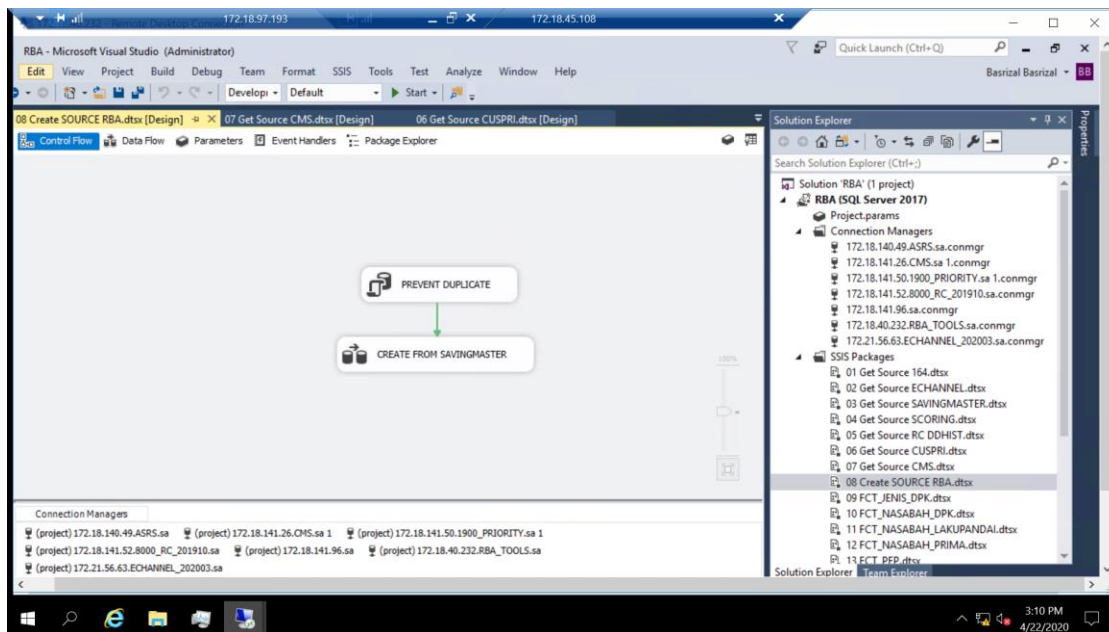 232 - Remote Desktop Connection
172.18.97.193
172.18.45.108
RBA - Microsoft Visual Studio (Administrator)
Quick Launch (Ctrl+Q)
Edit View Project Build Debug Team Format SSIS Tools Test Analyze Window Help
Basrizal Basrizal BB
Develop Default Start
08 Create SOURCE RBA.dtsx [Design] 07 Get Source CMS.dtsx [Design] 06 Get Source CUSPRI.dtsx [Design]
Control Flow Data Flow Parameters Event Handlers Package Explorer
PREVENT DUPLICATE
CREATE FROM SAVINGMASTER
100%
Connection Managers
(project) 172.18.140.49.ASRS.sa (project) 172.18.141.26.CMS.sa 1 (project) 172.18.141.50.1900_PRIORITY.sa 1
(project) 172.18.141.52.8000_RC_201910.sa (project) 172.18.141.96.sa (project) 172.18.40.232.RBA_TOOLS.sa
(project) 172.21.56.63.ECHANNEL_202003.sa
Solution Explorer
Search Solution Explorer (Ctrl+;)
Solution 'RBA' (1 project)
RBA (SQL Server 2017)
Project.params
Connection Managers
172.18.140.49.ASRS.sa.conmgr
172.18.141.26.CMS.sa 1.conmgr
172.18.141.50.1900_PRIORITY.sa 1.conmgr
172.18.141.52.8000_RC_201910.sa.conmgr
172.18.141.96.sa.conmgr
172.18.40.232.RBA_TOOLS.sa.conmgr
172.21.56.63.ECHANNEL_202003.sa.conmgr
SSIS Packages
01 Get Source 164.dtsx
02 Get Source ECHANNEL.dtsx
03 Get Source SAVINGMASTER.dtsx
04 Get Source SCORING.dtsx
05 Get Source RC DDHIST.dtsx
06 Get Source CUSPRI.dtsx
07 Get Source CMS.dtsx
08 Create SOURCE RBA.dtsx
09 FCT_JENIS_DPK.dtsx
10 FCT_NASABAH_DPK.dtsx
11 FCT_NASABAH_LAKUPANDAI.dtsx
12 FCT_NASABAH_PRIMA.dtsx
13 FCT_PEP.dtsx
Solution Explorer Team Explorer
Properties
3:10 PM
4/22/2020